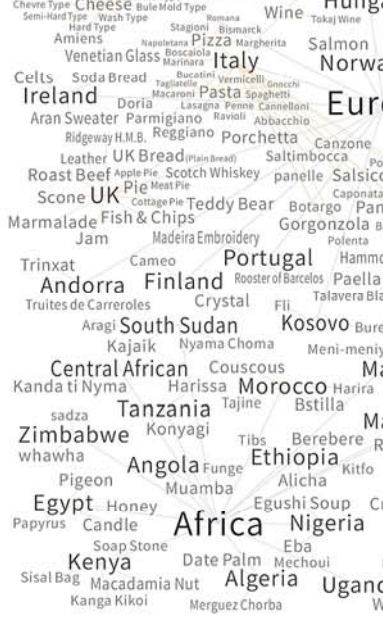 Chevre Type Cheese Bule Mold Type
Semi-Hard Type Wash Type Romana Wine Tokaj Wine
Hard Type Stagioni Bismarck
Amiens Napoletana Pizza Margherita Salmon
Venetian Glass Boscaiola Italy Norwa
Marinara
Celts Soda Bread Bucatini Vermicelli Gnocchi
Tagliatelle
Ireland Macaroni Pasta Spaghetti Eur
Doria Lasagna Penne Cannelloni
Aran Sweater Parmigiano Ravioli Abbacchio
Ridgeway H.M.B. Reggiano Porchetta Canzone
Leather UK Bread (Plain Bread) Saltimbocca
Roast Beef Apple Pie Scotch Whiskey panelle Salsicc
Scone UK Pie Meat Pie Caponata
Cottage Pie Teddy Bear Botargo Pan
Marmalade Fish & Chips Gorgonzola B
Jam Madeira Embroidery Polenta
Trinxat Cameo Portugal Hammo
Andorra Finland Rooster of Barcelos Paella
Truites de Carreroles Crystal Fli Talavera Bla
Aragi South Sudan Kosovo Bure
Kajaik Nyama Choma Meni-meniy
Central African Couscous Ma
Kanda ti Nyma Harissa Morocco Harira
Tanzania Tajine Bstilla
sadza
Zimbabwe Konyagi Ma
whawha Tibs Berebere R
Angola Funge Ethiopia Kitfo
Pigeon Muamba Alicha
Egypt Honey Egushi Soup
Papyrus Candle Africa Nigeria
Soap Stone Eba
Kenya Date Palm Mechoui
Sisal Bag Macadamia Nut Algeria Ugand
Kanga Kikoi Merguez Chorba W